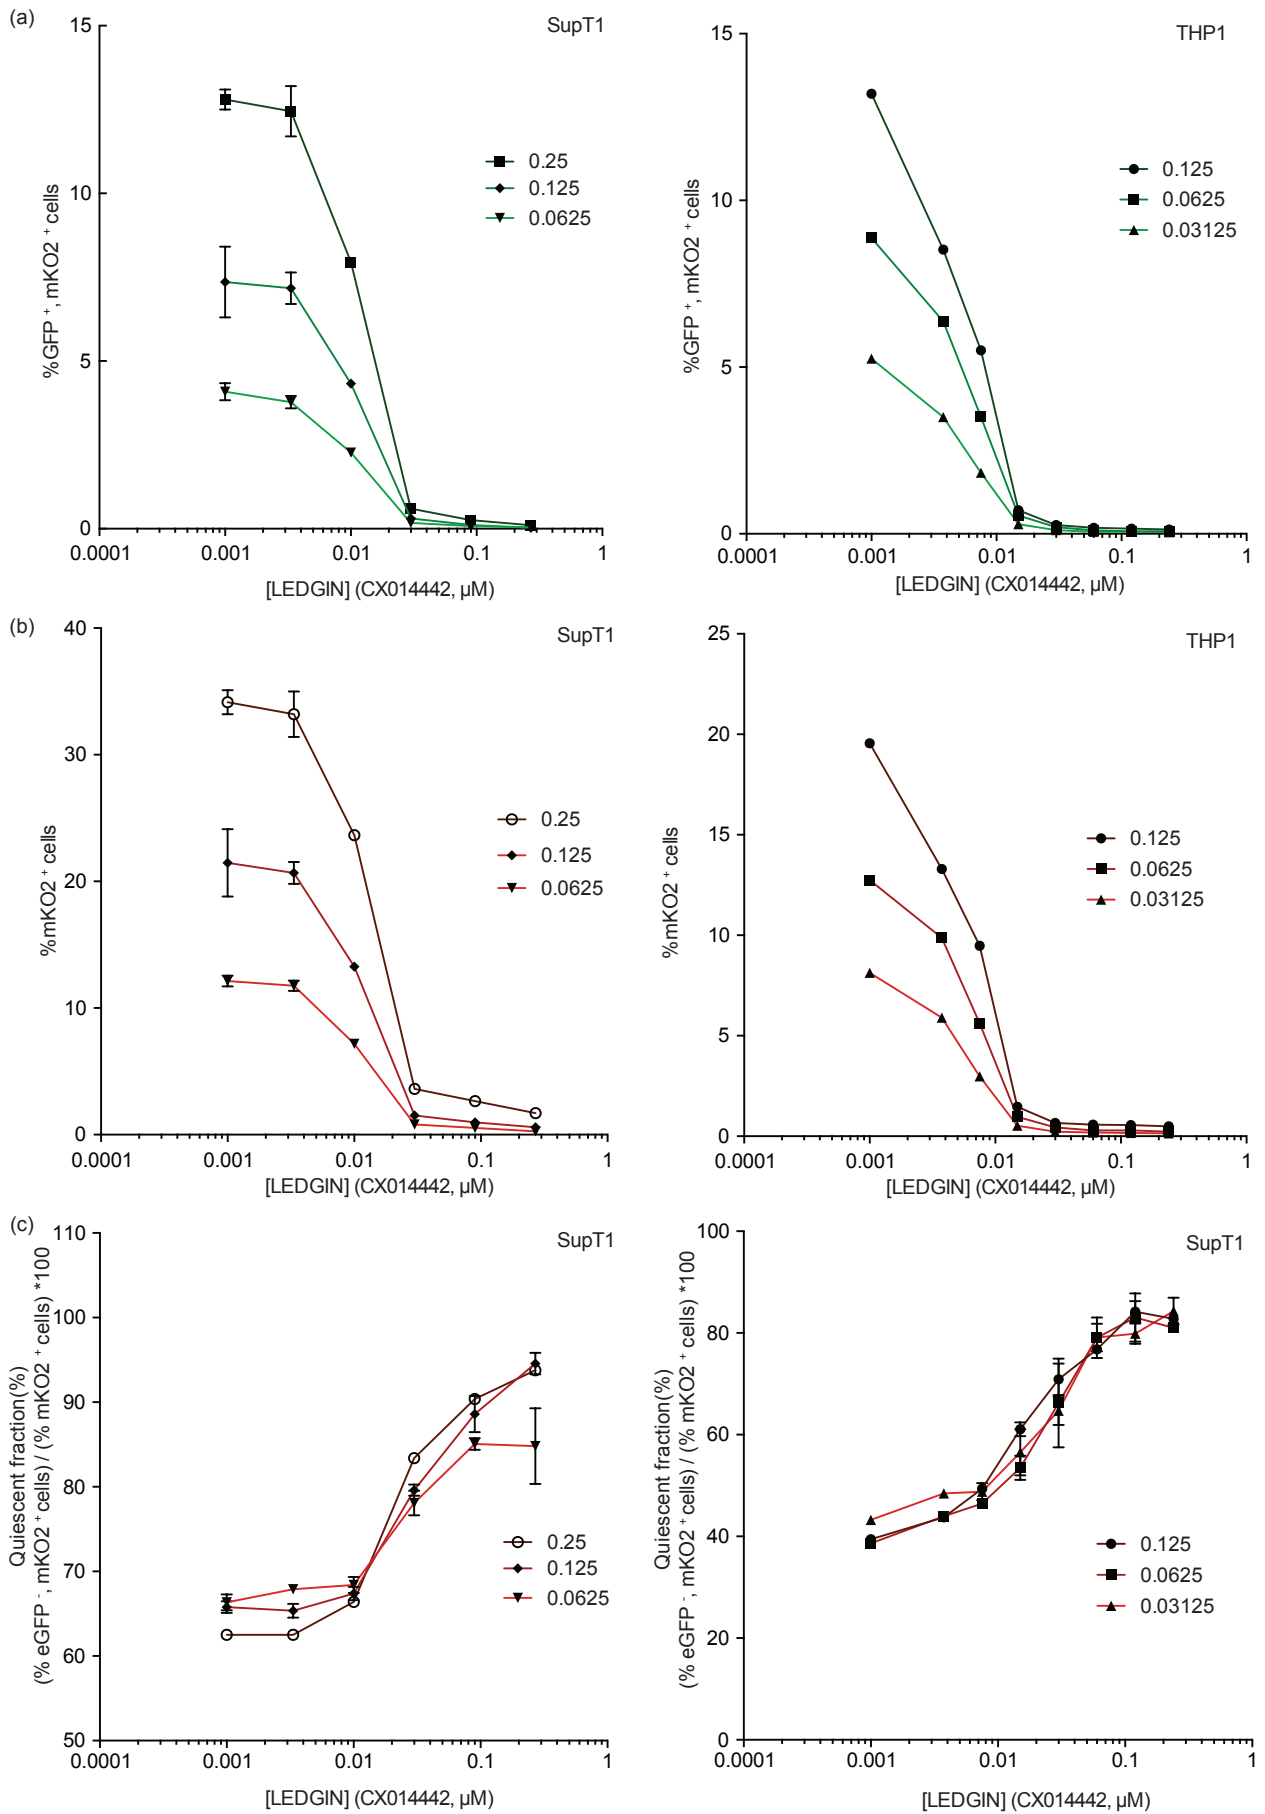 (a)
SupT1
15
10
5
0
%GFP +, mKO2 + cells
0.25
0.125
0.0625
0.0001 0.001 0.01 0.1 1
[LEDGIN] (CX014442, µM)
THP1
15
10
5
0
%GFP +, mKO2 + cells
0.125
0.0625
0.03125
0.0001 0.001 0.01 0.1 1
[LEDGIN] (CX014442, µM)
(b)
SupT1
40
30
20
10
0
%mKO2 + cells
0.25
0.125
0.0625
0.0001 0.001 0.01 0.1 1
[LEDGIN] (CX014442, µM)
THP1
25
20
15
10
5
0
%mKO2 + cells
0.125
0.0625
0.03125
0.0001 0.001 0.01 0.1 1
[LEDGIN] (CX014442, µM)
(c)
SupT1
110
100
90
80
70
60
50
Quiescent fraction(%)
(% eGFP -, mKO2 + cells) / (% mKO2 + cells) *100
0.25
0.125
0.0625
0.0001 0.001 0.01 0.1 1
[LEDGIN] (CX014442, µM)
SupT1
100
80
60
40
20
0
Quiescent fraction(%)
(% eGFP -, mKO2 + cells) / (% mKO2 + cells) *100
0.125
0.0625
0.03125
0.0001 0.001 0.01 0.1 1
[LEDGIN] (CX014442, µM)